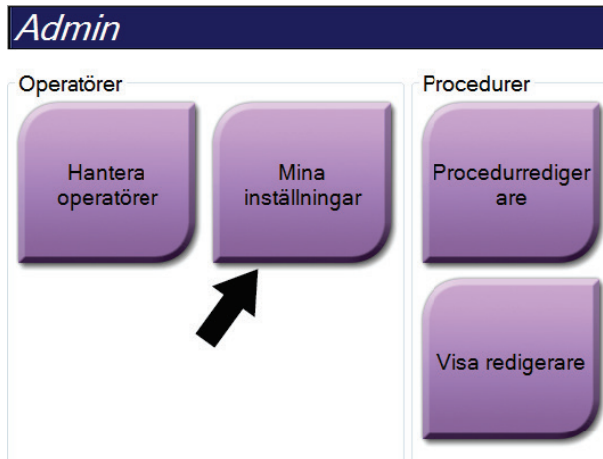 Admin
Operatörer
Hantera
operatörer
Mina
inställningar
Procedurer
Procedurrediger
are
Visa redigerare